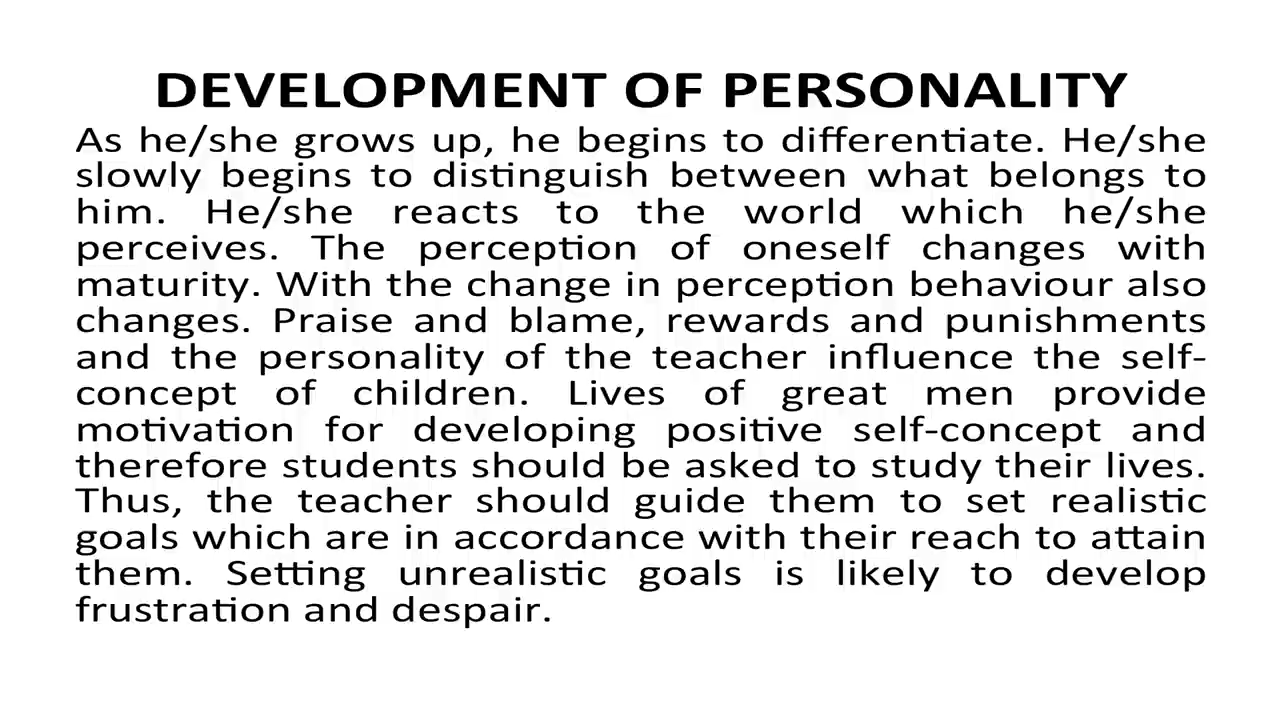 DEVELOPMENT OF PERSONALITY
As he/she grows up, he begins to differentiate. He/she
slowly begins to distinguish between what belongs to
him. He/she reacts to the world which he/she
perceives. The perception of oneself changes with
maturity. With the change in perception behaviour also
changes. Praise and blame, rewards and punishments
and the personality of the teacher influence the self-
concept of children. Lives of great men provide
motivation for developing positive self-concept and
therefore students should be asked to study their lives.
Thus, the teacher should guide them to set realistic
goals which are in accordance with their reach to attain
them. Setting unrealistic goals is likely to develop
frustration and despair.